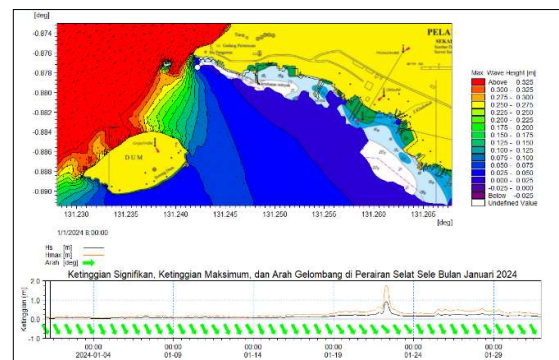 [deg]
-0.874
-0.876
-0.878
-0.880
-0.882
-0.884
-0.886
-0.888
-0.890
PELA
DUM
Max. Wave Height [m]
Above 0.325
0.300 - 0.325
0.275 - 0.300
0.250 - 0.275
0.225 - 0.250
0.200 - 0.225
0.175 - 0.200
0.150 - 0.175
0.125 - 0.150
0.100 - 0.125
0.075 - 0.100
0.050 - 0.075
0.025 - 0.050
0.000 - 0.025
-0.025 - 0.000
Below -0.025
Undefined Value
131.230 131.235 131.240 131.245 131.250 131.255 131.260 131.265
[deg]
1/1/2024 8:00:00
Hs [m]
Hmax [m]
Arah [deg]
Ketinggian Signifikan, Ketinggian Maksimum, dan Arah Gelombang di Perairan Selat Sele Bulan Januari 2024
Ketinggian (m)
2.0
1.0
0.0
-1.0
00:00 00:00 00:00 00:00 00:00 00:00
2024-01-04 01-09 01-14 01-19 01-24 01-29